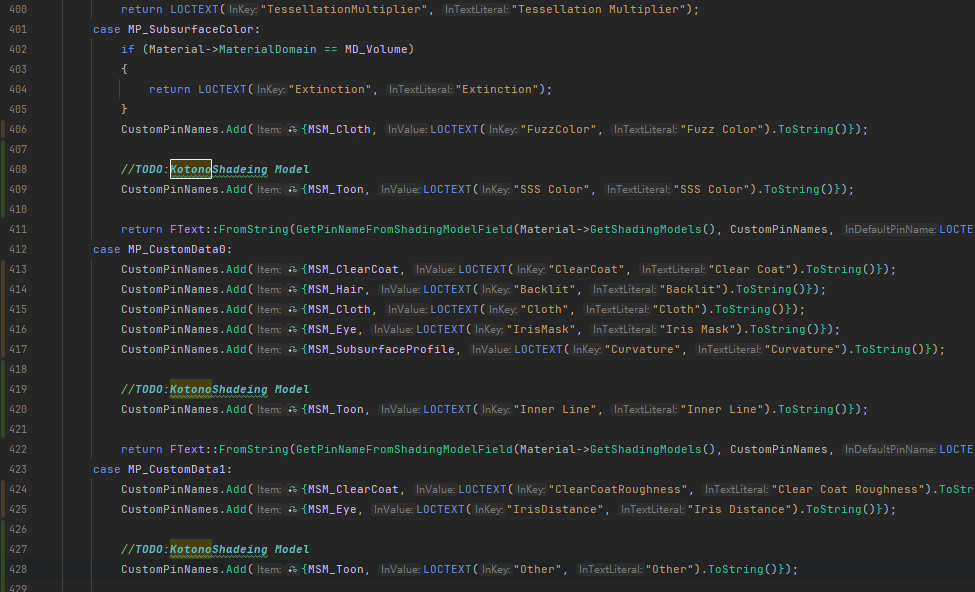 400 return LOCTEXT( InKey: "TessellationMultiplier", InTextLiteral: "Tessellation Multiplier");
401 case MP_SubsurfaceColor:
402 if (Material->MaterialDomain == MD_Volume)
403 {
404 return LOCTEXT( InKey: "Extinction", InTextLiteral: "Extinction");
405 }
406 CustomPinNames.Add( Item: {MSM_Cloth, InValue: LOCTEXT( InKey: "FuzzColor", InTextLiteral: "Fuzz Color").ToString()});
407
408 //TODO:KotonoShadeing Model
409 CustomPinNames.Add( Item: {MSM_Toon, InValue: LOCTEXT( InKey: "SSS Color", InTextLiteral: "SSS Color").ToString()});
410
411 return FText::FromString(GetPinNameFromShadingModelField(Material->GetShadingModels(), CustomPinNames, InDefaultPinName: LOCTE
412 case MP_CustomData0:
413 CustomPinNames.Add( Item: {MSM_ClearCoat, InValue: LOCTEXT( InKey: "ClearCoat", InTextLiteral: "Clear Coat").ToString()});
414 CustomPinNames.Add( Item: {MSM_Hair, InValue: LOCTEXT( InKey: "Backlit", InTextLiteral: "Backlit").ToString()});
415 CustomPinNames.Add( Item: {MSM_Cloth, InValue: LOCTEXT( InKey: "Cloth", InTextLiteral: "Cloth").ToString()});
416 CustomPinNames.Add( Item: {MSM_Eye, InValue: LOCTEXT( InKey: "IrisMask", InTextLiteral: "Iris Mask").ToString()});
417 CustomPinNames.Add( Item: {MSM_SubsurfaceProfile, InValue: LOCTEXT( InKey: "Curvature", InTextLiteral: "Curvature").ToString()});
418
419 //TODO:KotonoShadeing Model
420 CustomPinNames.Add( Item: {MSM_Toon, InValue: LOCTEXT( InKey: "Inner Line", InTextLiteral: "Inner Line").ToString()});
421
422 return FText::FromString(GetPinNameFromShadingModelField(Material->GetShadingModels(), CustomPinNames, InDefaultPinName: LOCTE
423 case MP_CustomData1:
424 CustomPinNames.Add( Item: {MSM_ClearCoat, InValue: LOCTEXT( InKey: "ClearCoatRoughness", InTextLiteral: "Clear Coat Roughness").ToStr
425 CustomPinNames.Add( Item: {MSM_Eye, InValue: LOCTEXT( InKey: "IrisDistance", InTextLiteral: "Iris Distance").ToString()});
426
427 //TODO:KotonoShadeing Model
428 CustomPinNames.Add( Item: {MSM_Toon, InValue: LOCTEXT( InKey: "Other", InTextLiteral: "Other").ToString()});
429